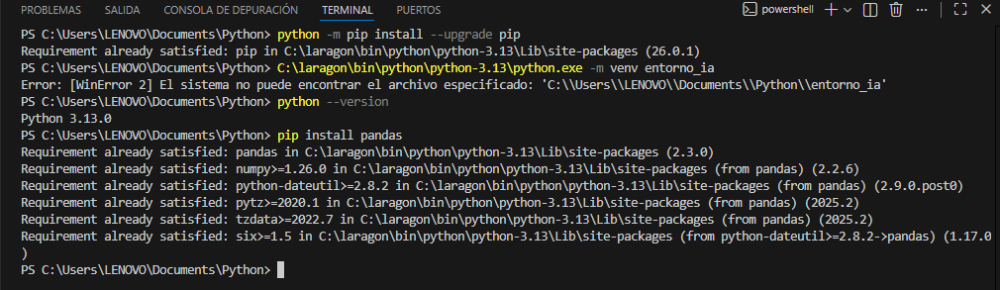 PROBLEMAS SALIDA CONSOLA DE DEPURACIÓN TERMINAL PUERTOS powershell
PS C:\Users\LENOVO\Documents\Python> python -m pip install --upgrade pip
Requirement already satisfied: pip in C:\laragon\bin\python\python-3.13\Lib\site-packages (26.0.1)
PS C:\Users\LENOVO\Documents\Python> C:\laragon\bin\python\python-3.13\python.exe -m venv entorno_ia
Error: [WinError 2] El sistema no puede encontrar el archivo especificado: 'C:\\Users\\LENOVO\\Documents\\Python\\entorno_ia'
PS C:\Users\LENOVO\Documents\Python> python --version
Python 3.13.0
PS C:\Users\LENOVO\Documents\Python> pip install pandas
Requirement already satisfied: pandas in C:\laragon\bin\python\python-3.13\Lib\site-packages (2.3.0)
Requirement already satisfied: numpy>=1.26.0 in C:\laragon\bin\python\python-3.13\Lib\site-packages (from pandas) (2.2.6)
Requirement already satisfied: python-dateutil>=2.8.2 in C:\laragon\bin\python\python-3.13\Lib\site-packages (from pandas) (2.9.0.post0)
Requirement already satisfied: pytz>=2020.1 in C:\laragon\bin\python\python-3.13\Lib\site-packages (from pandas) (2025.2)
Requirement already satisfied: tzdata>=2022.7 in C:\laragon\bin\python\python-3.13\Lib\site-packages (from pandas) (2025.2)
Requirement already satisfied: six>=1.5 in C:\laragon\bin\python\python-3.13\Lib\site-packages (from python-dateutil>=2.8.2->pandas) (1.17.0
)
PS C:\Users\LENOVO\Documents\Python>